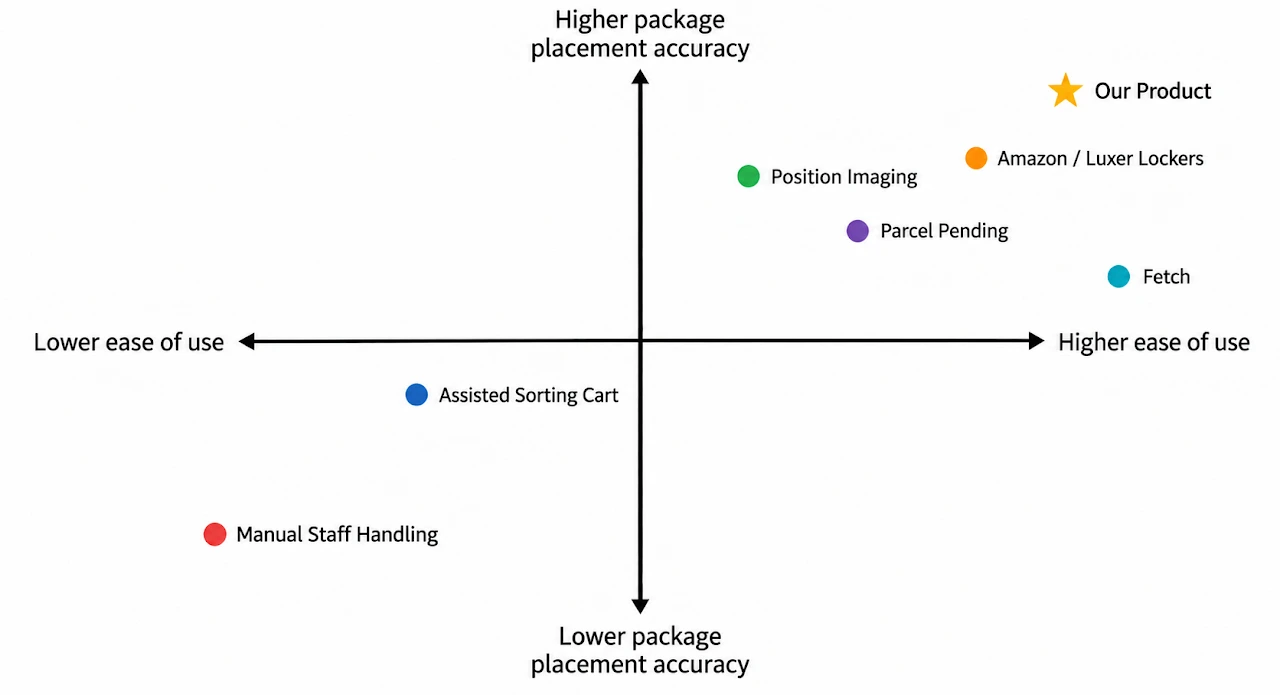 Higher package
placement accuracy
Our Product
Amazon / Luxer Lockers
Position Imaging
Parcel Pending
Fetch
Lower ease of use
Higher ease of use
Assisted Sorting Cart
Manual Staff Handling
Lower package
placement accuracy